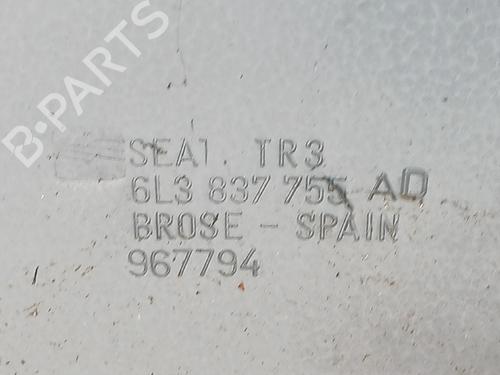 B-PARTS
SEAT. TR3
6L3 837 755 AD
BROSE - SPAIN
967794